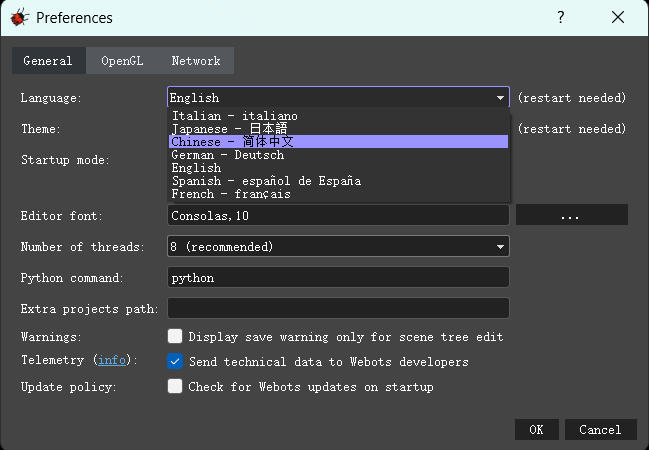 Preferences
?
General OpenGL Network
Language: English (restart needed)
Italian - italiano
Theme: Japanese - 日本語 (restart needed)
Chinese - 简体中文
German - Deutsch
Startup mode:
English
Spanish - español de España
French - français
Editor font: Consolas,10 ...
Number of threads: 8 (recommended)
Python command: python
Extra projects path:
Warnings: Display save warning only for scene tree edit
Telemetry (info): Send technical data to Webots developers
Update policy: Check for Webots updates on startup
OK Cancel